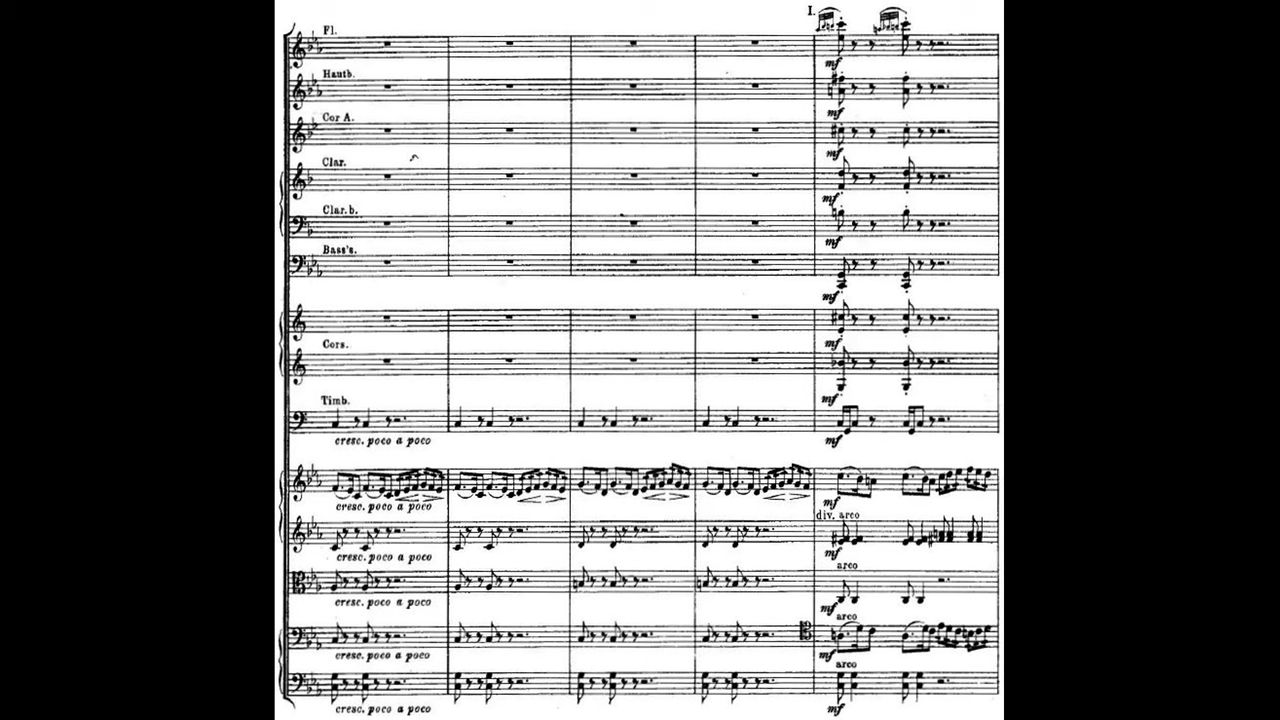 I.
Fl.
mf
Hautb.
mf
Cor A.
mf
Clar.
mf
Clar. b.
mf
Bass's.
mf
mf
Cors.
mf
Timb.
cresc. poco a poco
mf
cresc. poco a poco
mf
div. arco
cresc. poco a poco
mf
arco
cresc. poco a poco
mf
arco
cresc. poco a poco
mf
arco
cresc. poco a poco
mf